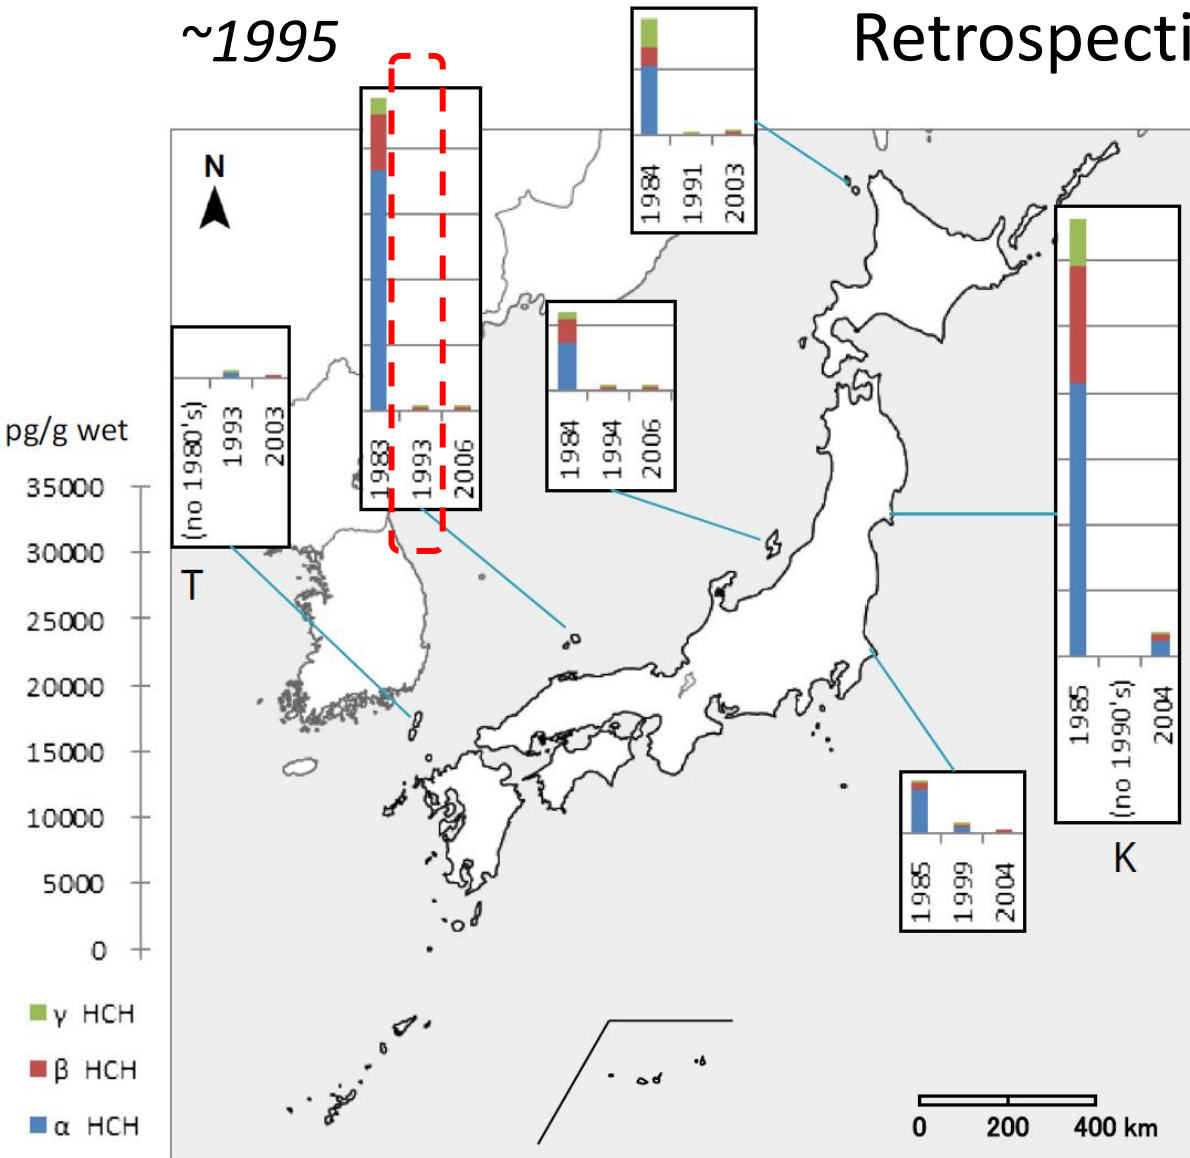 ~1995
Retrospecti
N
1984
1991
2003
1983
1993
2006
1984
1994
2006
(no 1980's)
1993
2003
T
1985
(no 1990's)
2004
K
1985
1999
2004
pg/g wet
35000
30000
25000
20000
15000
10000
5000
0
γ HCH
β HCH
α HCH
0 200 400 km